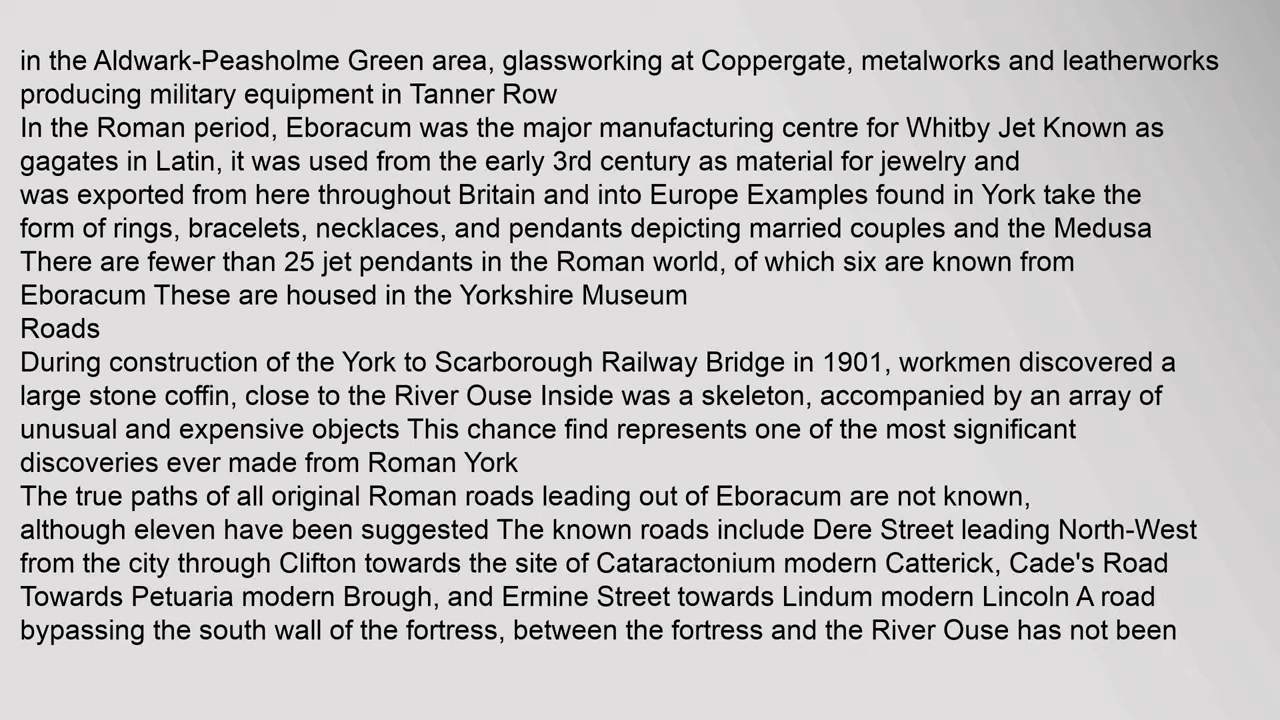 in the Aldwark-Peasholme Green area, glassworking at Coppergate, metalworks and leatherworks
producing military equipment in Tanner Row
In the Roman period, Eboracum was the major manufacturing centre for Whitby Jet Known as
gagates in Latin, it was used from the early 3rd century as material for jewelry and
was exported from here throughout Britain and into Europe Examples found in York take the
form of rings, bracelets, necklaces, and pendants depicting married couples and the Medusa
There are fewer than 25 jet pendants in the Roman world, of which six are known from
Eboracum These are housed in the Yorkshire Museum
Roads
During construction of the York to Scarborough Railway Bridge in 1901, workmen discovered a
large stone coffin, close to the River Ouse Inside was a skeleton, accompanied by an array of
unusual and expensive objects This chance find represents one of the most significant
discoveries ever made from Roman York
The true paths of all original Roman roads leading out of Eboracum are not known,
although eleven have been suggested The known roads include Dere Street leading North-West
from the city through Clifton towards the site of Cataractonium modern Catterick, Cade's Road
Towards Petuaria modern Brough, and Ermine Street towards Lindum modern Lincoln A road
bypassing the south wall of the fortress, between the fortress and the River Ouse has not been